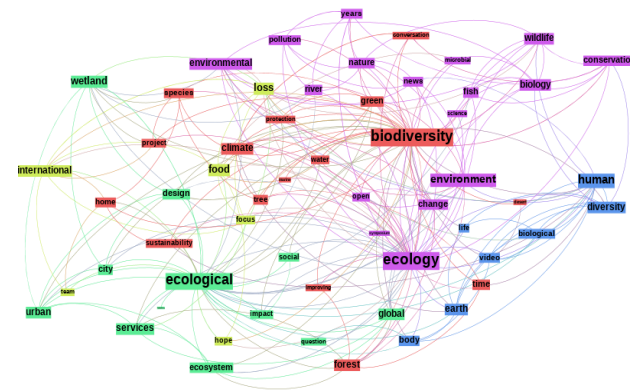 years
pollution
conversation
wildlife
environmental
nature
microbial
conservation
wetland
species
loss
river
news
fish
biology
green
protection
science
project
climate
biodiversity
water
international
food
environment
human
design
home
tree
open
change
diversity
focus
life
biological
sustainability
city
social
ecology
video
team
ecological
improving
time
urban
impact
global
earth
services
hope
question
body
ecosystem
forest